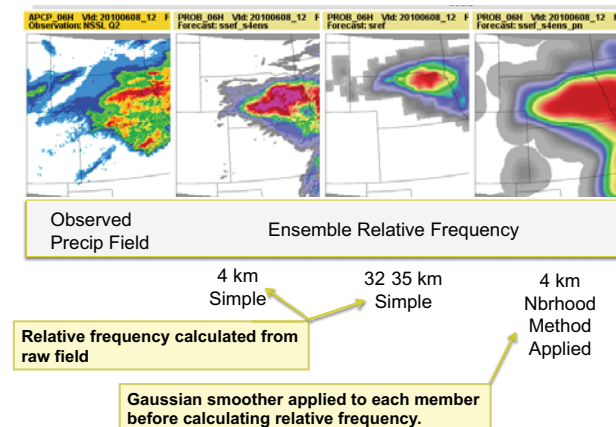 APCP_06H Vld: 20100608_12 F
Observation: NSSL Q2
PROB_06H Vld: 20100608_12 F
Forecast: ssef_s4ens
PROB_06H Vld: 20100608_12 F
Forecast: sref
PROB_06H Vld: 20100608_12 F
Forecast: ssef_s4ens_pn
Observed
Precip Field
Ensemble Relative Frequency
4 km
Simple
32 35 km
Simple
4 km
Nbrhood
Method
Applied
Relative frequency calculated from
raw field
Gaussian smoother applied to each member
before calculating relative frequency.